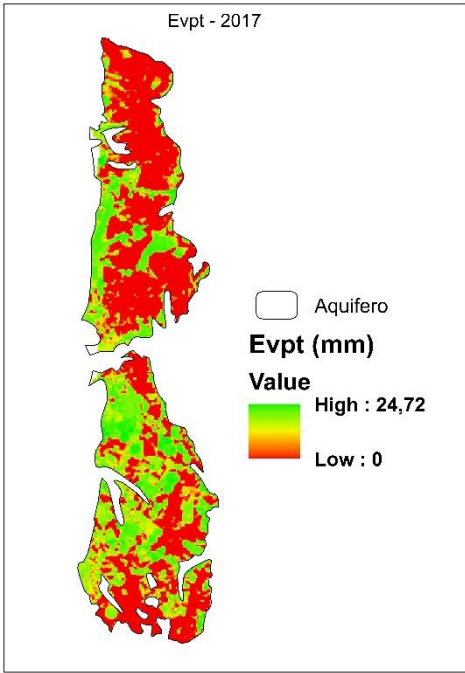 Evpt - 2017
Aquifero
Evpt (mm)
Value
High : 24,72
Low : 0